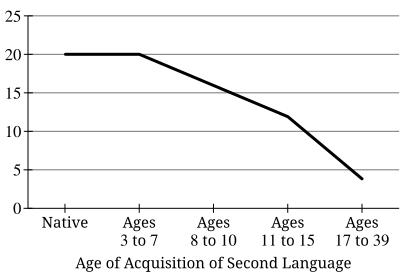 25
20
15
10
5
0
Native
Ages
3 to 7
Ages
8 to 10
Ages
11 to 15
Ages
17 to 39
Age of Acquisition of Second Language